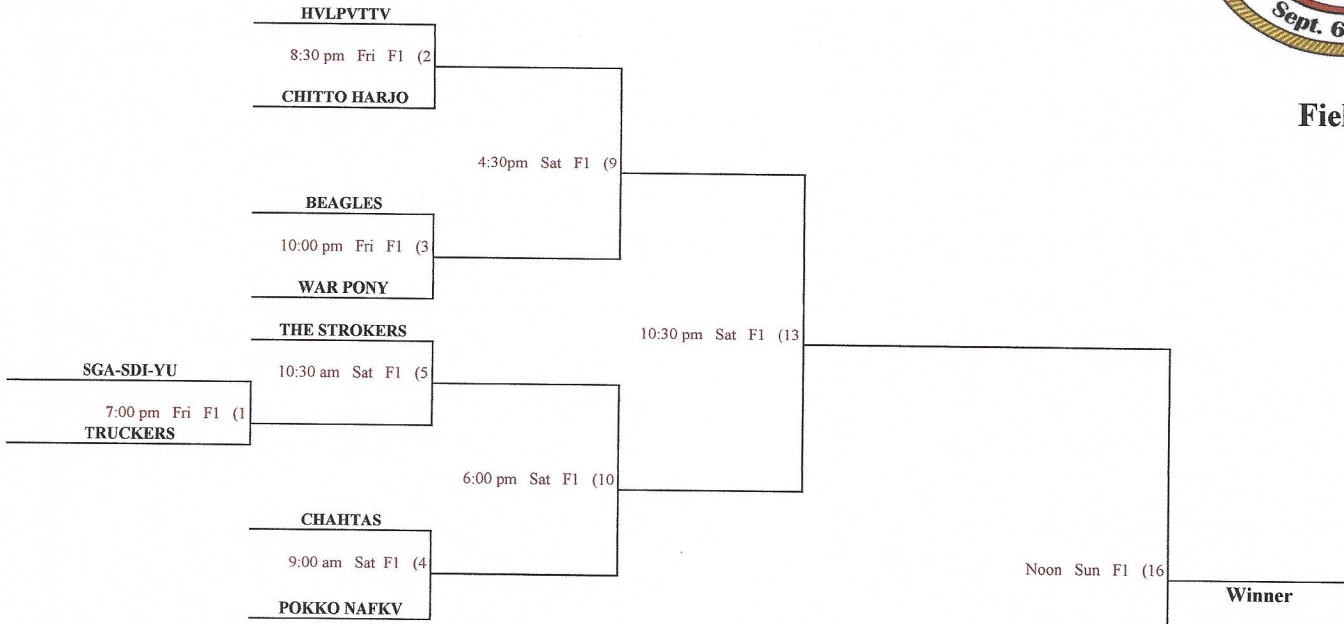 HVLPVTTV
8:30 pm Fri F1 (2
CHITTO HARJO
4:30pm Sat F1 (9
BEAGLES
10:00 pm Fri F1 (3
WAR PONY
THE STROKERS
10:30 pm Sat F1 (13
SGA-SDI-YU
10:30 am Sat F1 (5
7:00 pm Fri F1 (1
TRUCKERS
6:00 pm Sat F1 (10
CHAHTAS
9:00 am Sat F1 (4
POKKO NAFKV
Noon Sun F1 (16
Winner
Sept. 6